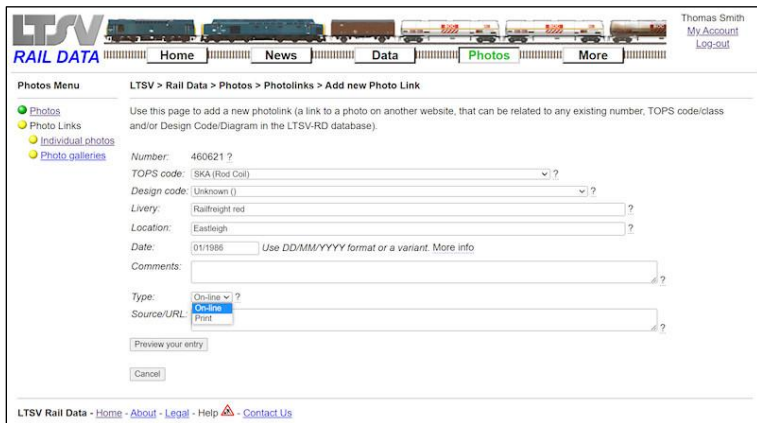 LTSV
RAIL DATA
Home
News
Data
Photos
More
Thomas Smith
My Account
Log-out
Photos Menu
Photos
Photo Links
Individual photos
Photo galleries
LTSV > Rail Data > Photos > Photolinks > Add new Photo Link
Use this page to add a new photolink (a link to a photo on another website, that can be related to any existing number, TOPS code/class
and/or Design Code/Diagram in the LTSV-RD database).
Number: 460621 ?
TOPS code: SKA (Rod Coil) ?
Design code: Unknown () ?
Livery: Railfreight red ?
Location: Eastleigh ?
Date: 01/1986 Use DD/MM/YYYY format or a variant. More info
Comments: ?
Type: On-line ?
On-line
Print
Source/URL: ?
Preview your entry
Cancel
LTSV Rail Data - Home - About - Legal - Help - Contact Us